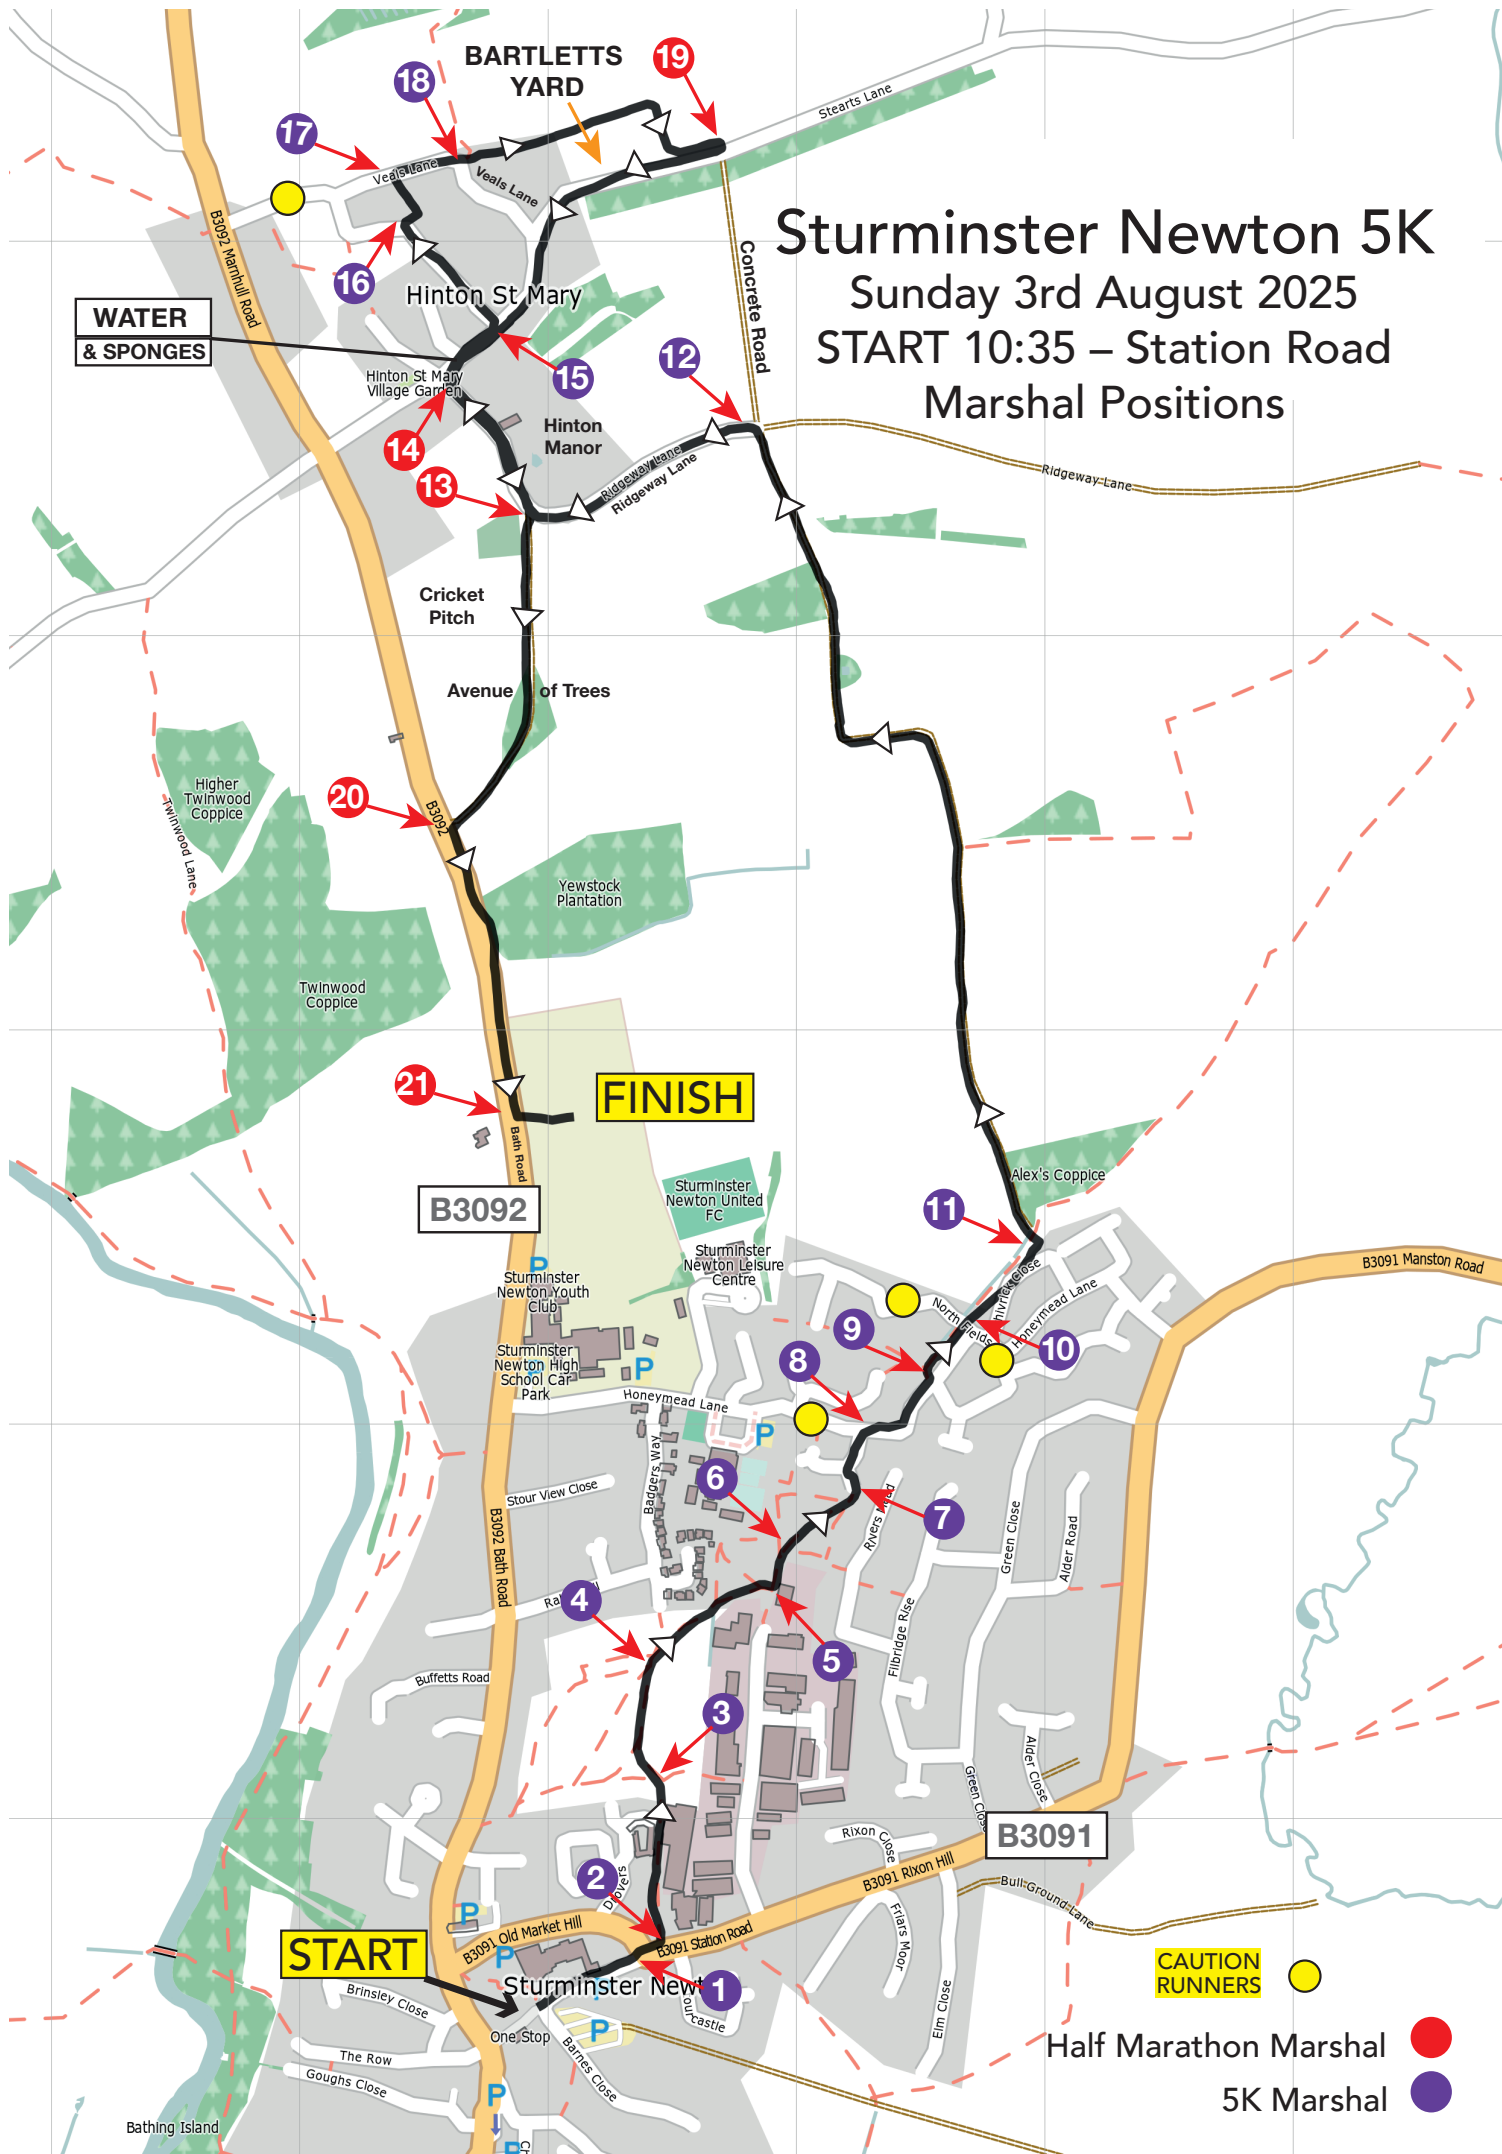 BARTLETTS
YARD
19
18
17
Stearts Lane
Veals Lane
Veals Lane
B3092 Marnhull Road
16
Hinton St Mary
Concrete Road
Sturminster Newton 5K
Sunday 3rd August 2025
START 10:35 – Station Road
Marshal Positions
WATER
& SPONGES
15
12
Hinton St Mary
Village Garden
14
Hinton
Manor
13
Ridgeway Lane
Ridgeway Lane
Ridgeway Lane
Cricket
Pitch
Avenue of Trees
20
B3092
Higher
Twinwood
Coppice
Twinwood Lane
Yewstock
Plantation
Twinwood
Coppice
21
FINISH
Bath Road
B3092
Alex's Coppice
11
Sturminster
Newton United
FC
Sturminster
Newton Leisure
Centre
P
Sturminster
Newton Youth
Club
B3091 Manston Road
hivrick Close
Honeymead Lane
North Fields
9
10
8
Sturminster
Newton High
School Car
Park
P
P
Honeymead Lane
P
Badgers Way
6
7
Stour View Close
B3092 Bath Road
Rivers Mead
Green Close
Alder Road
4
Ra
5
Filbridge Rise
Buffetts Road
3
Alder Close
Green Close
B3091
Rixon Close
B3091 Rixon Hill
2
Drovers
Bull Ground Lane
P
B3091 Old Market Hill
B3091 Station Road
Friars Moor
START
P
Sturminster Newt
1
ourcastle
Elm Close
CAUTION
RUNNERS
Brinsley Close
One Stop
P
Half Marathon Marshal
The Row
Barnes Close
Goughs Close
P
5K Marshal
Bathing Island
P
Ch